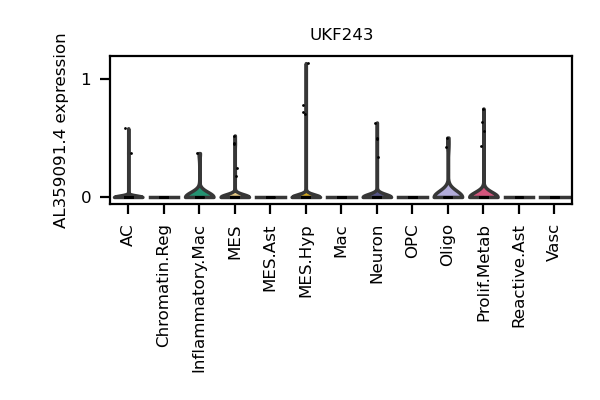 UKF243
AL359091.4 expression
1
0
AC
Chromatin.Reg
Inflammatory.Mac
MES
MES.Ast
MES.Hyp
Mac
Neuron
OPC
Oligo
Prolif.Metab
Reactive.Ast
Vasc